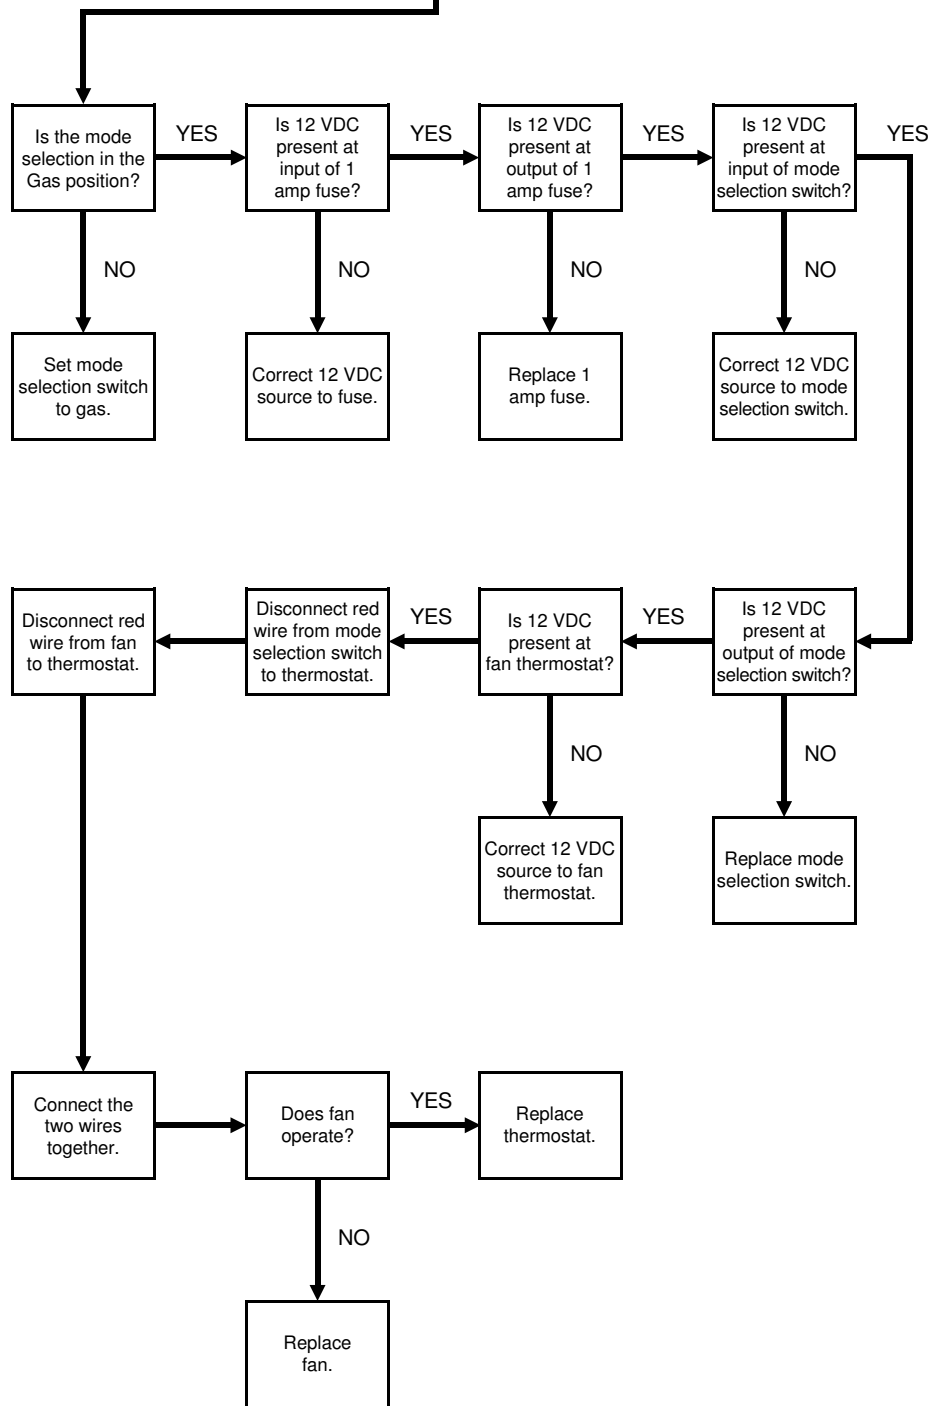 Is the mode
selection in the
Gas position?
YES
Is 12 VDC
present at
input of 1
amp fuse?
YES
Is 12 VDC
present at
output of 1
amp fuse?
YES
Is 12 VDC
present at
input of mode
selection switch?
YES
NO
NO
NO
NO
Set mode
selection switch
to gas.
Correct 12 VDC
source to fuse.
Replace 1
amp fuse.
Correct 12 VDC
source to mode
selection switch.
Disconnect red
wire from fan
to thermostat.
Disconnect red
wire from mode
selection switch
to thermostat.
YES
Is 12 VDC
present at
fan thermostat?
YES
Is 12 VDC
present at
output of mode
selection switch?
NO
NO
Correct 12 VDC
source to fan
thermostat.
Replace mode
selection switch.
Connect the
two wires
together.
Does fan
operate?
YES
Replace
thermostat.
NO
Replace
fan.